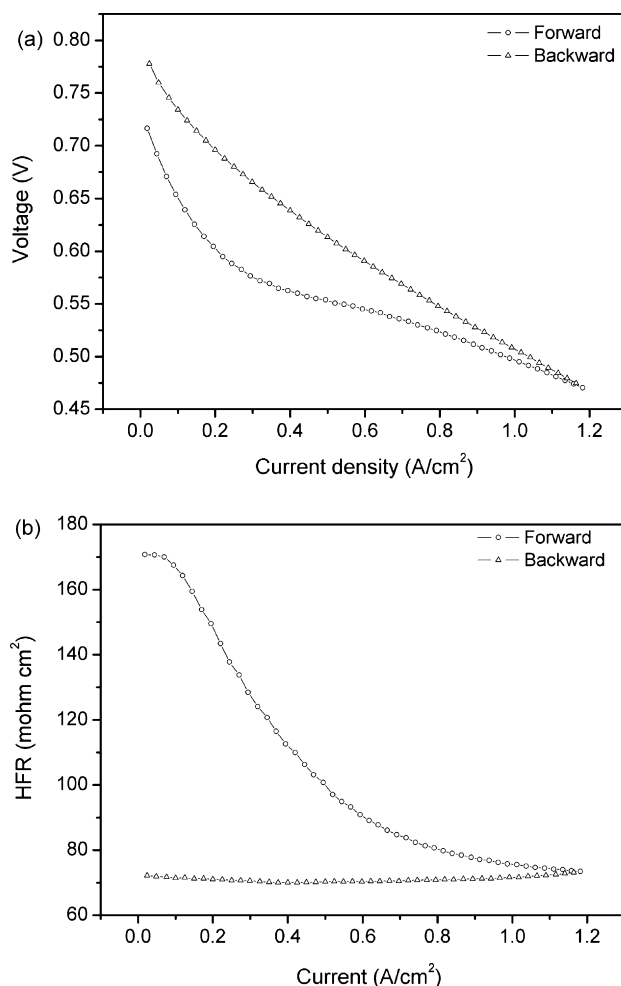 (a)
Forward
Backward
0.80
0.75
0.70
0.65
0.60
0.55
0.50
0.45
Voltage (V)
0.0 0.2 0.4 0.6 0.8 1.0 1.2
Current density (A/cm²)
(b)
Forward
Backward
180
160
140
120
100
80
60
HFR (mohm cm²)
0.0 0.2 0.4 0.6 0.8 1.0 1.2
Current (A/cm²)